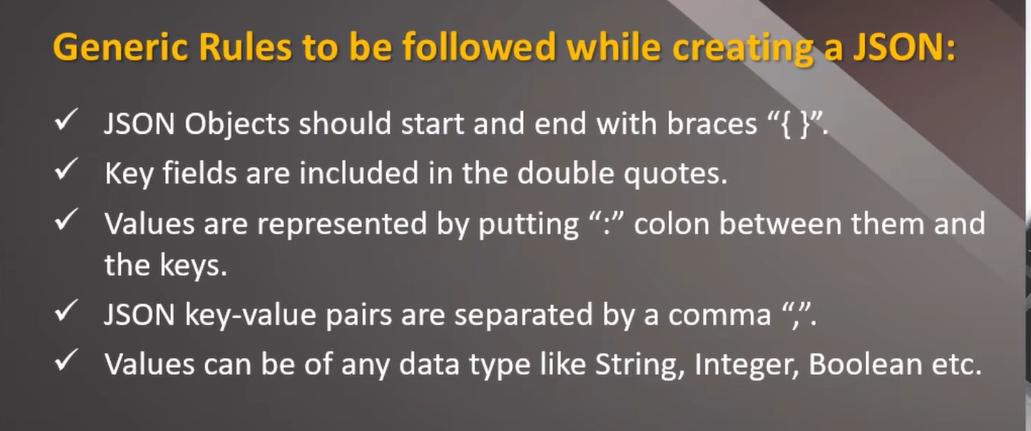 Generic Rules to be followed while creating a JSON:
✓ JSON Objects should start and end with braces “{ }”.
✓ Key fields are included in the double quotes.
✓ Values are represented by putting “:” colon between them and
the keys.
✓ JSON key-value pairs are separated by a comma “,”.
✓ Values can be of any data type like String, Integer, Boolean etc.